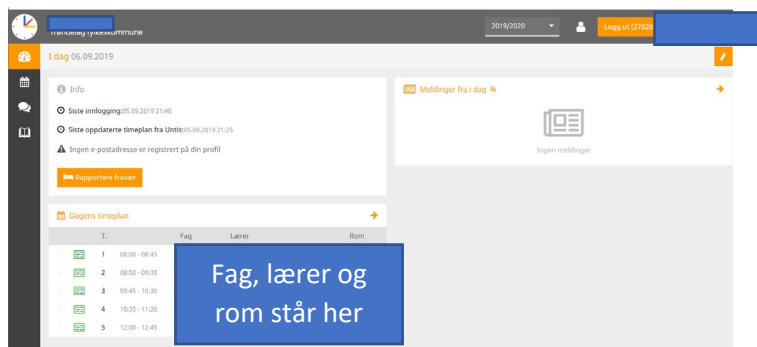 Trøndelag fylkeskommune
2019/2020
Logg ut (27020
I dag 06.09.2019
Info
Siste innlogging:05.09.2019 21:40
Siste oppdaterte timeplan fra Untis:05.09.2019 21:25
Ingen e-postadresse er registrert på din profil
Rapportere fravær
Meldinger fra i dag
Ingen meldinger
Dagens timeplan
T. Fag Lærer Rom
1 08:00 - 08:45
2 08:50 - 09:35
3 09:45 - 10:30
4 10:35 - 11:20
5 12:00 - 12:45
Fag, lærer og
rom står her